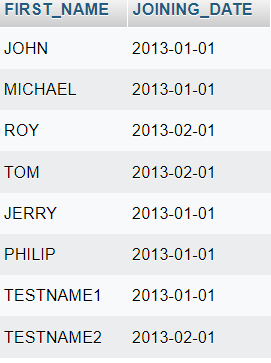 FIRST_NAME JOINING_DATE
JOHN 2013-01-01
MICHAEL 2013-01-01
ROY 2013-02-01
TOM 2013-02-01
JERRY 2013-01-01
PHILIP 2013-01-01
TESTNAME1 2013-01-01
TESTNAME2 2013-02-01